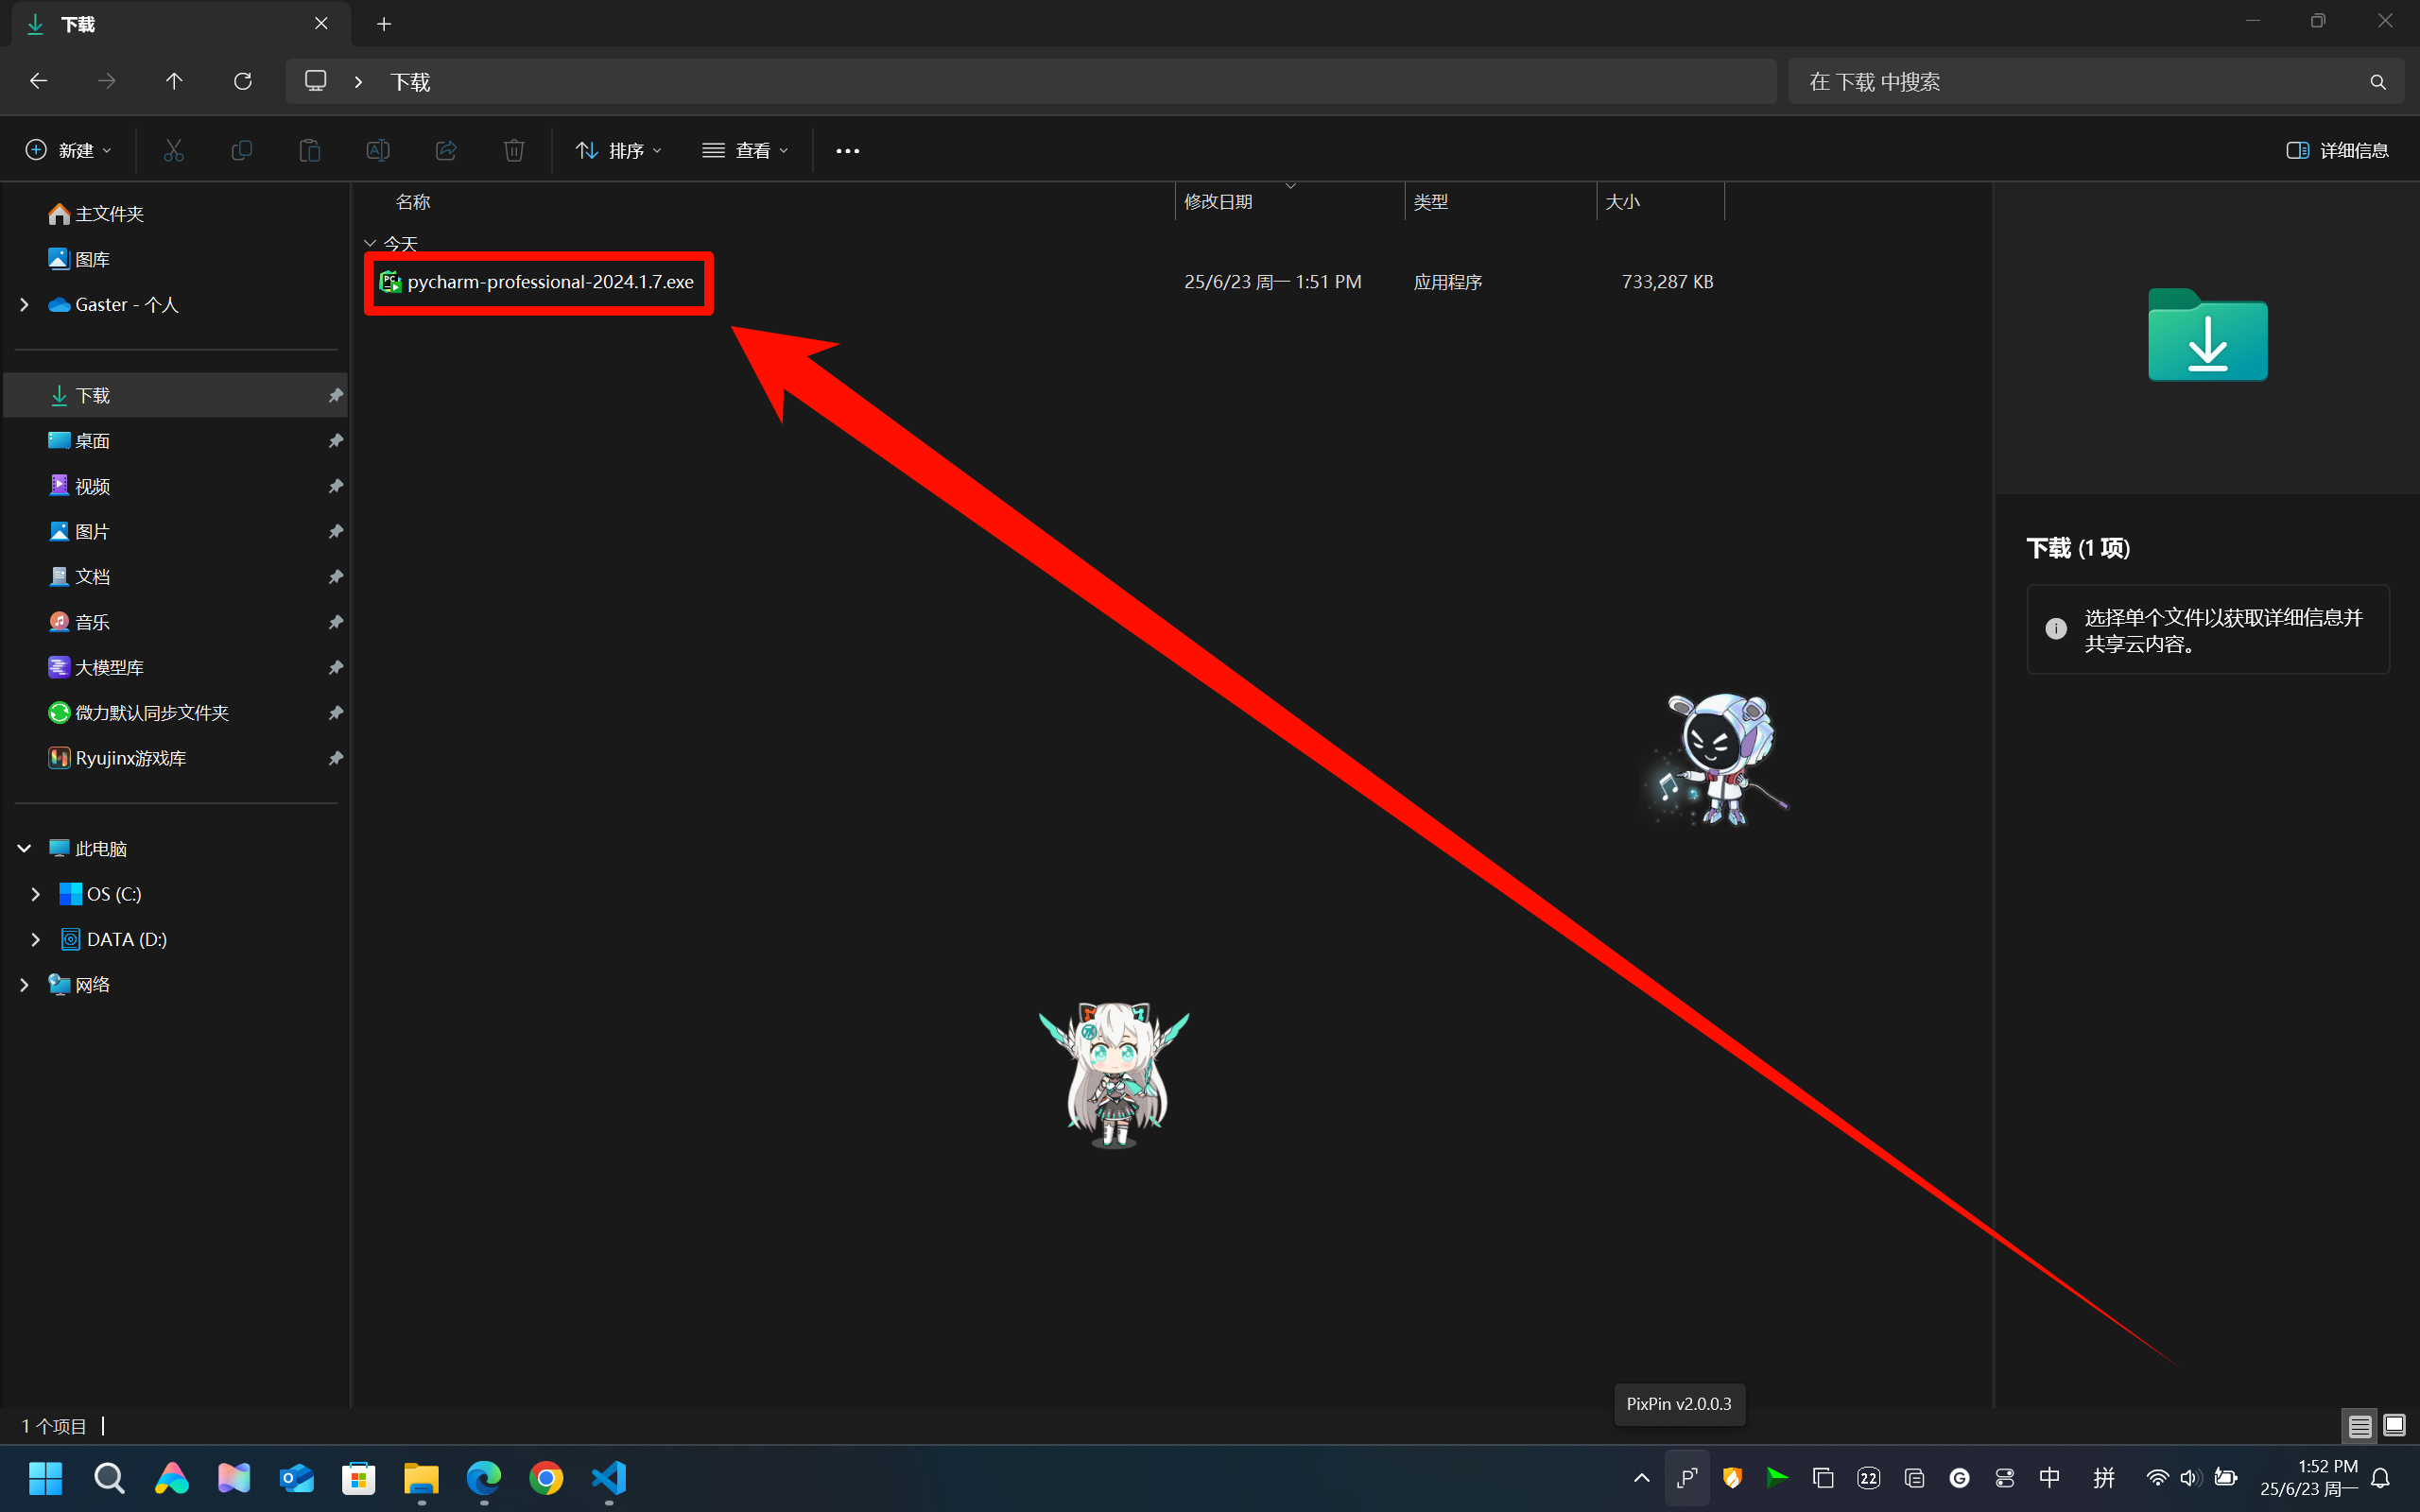 下载
下载
在 下载 中搜索
新建
排序
查看
详细信息
名称
修改日期
类型
大小
主文件夹
图库
Gaster - 个人
今天
pycharm-professional-2024.1.7.exe
25/6/23 周一 1:51 PM
应用程序
733,287 KB
下载
桌面
视频
图片
文档
音乐
大模型库
微力默认同步文件夹
Ryujinx游戏库
此电脑
OS (C:)
DATA (D:)
网络
下载 (1 项)
选择单个文件以获取详细信息并
共享云内容。
PixPin v2.0.0.3
1 个项目
22
中
拼
1:52 PM
25/6/23 周一